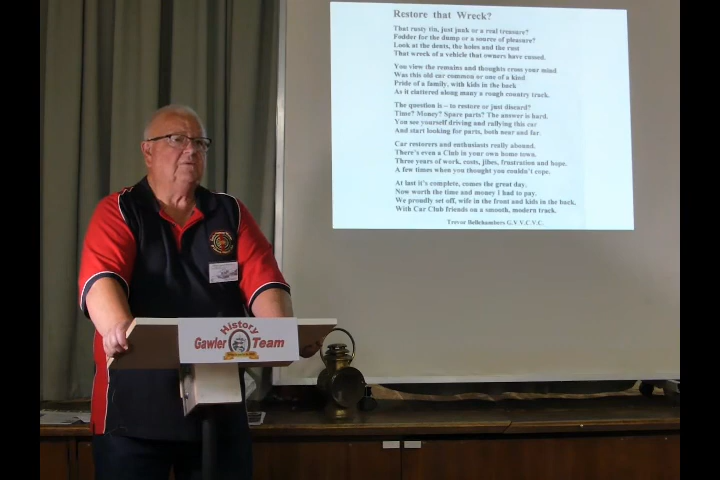 Restore that Wreck?
That rusty tin, just junk or a real treasure?
Fodder for the dump or a source of pleasure?
Look at the dents, the holes and the rust
That wreck of a vehicle that owners have cussed.
You view the remains and thoughts cross your mind
Was this old car common or one of a kind
Pride of a family, with kids in the back
As it clattered along many a rough country track.
The question is – to restore or just discard?
Time? Money? Spare parts? The answer is hard.
You see yourself driving and rallying this car
And start looking for parts, both near and far.
Car restorers and enthusiasts really abound.
There's even a Club in your own home town.
Three years of work, costs, jibes, frustration and hope.
A few times when you thought you couldn't cope.
At last it's complete, comes the great day.
Now worth the time and money I had to pay.
We proudly set off, wife in the front and kids in the back,
With Car Club friends on a smooth, modern track.
Trevor Bellchambers G.V.V.C.V.C.
History
Gawler Team